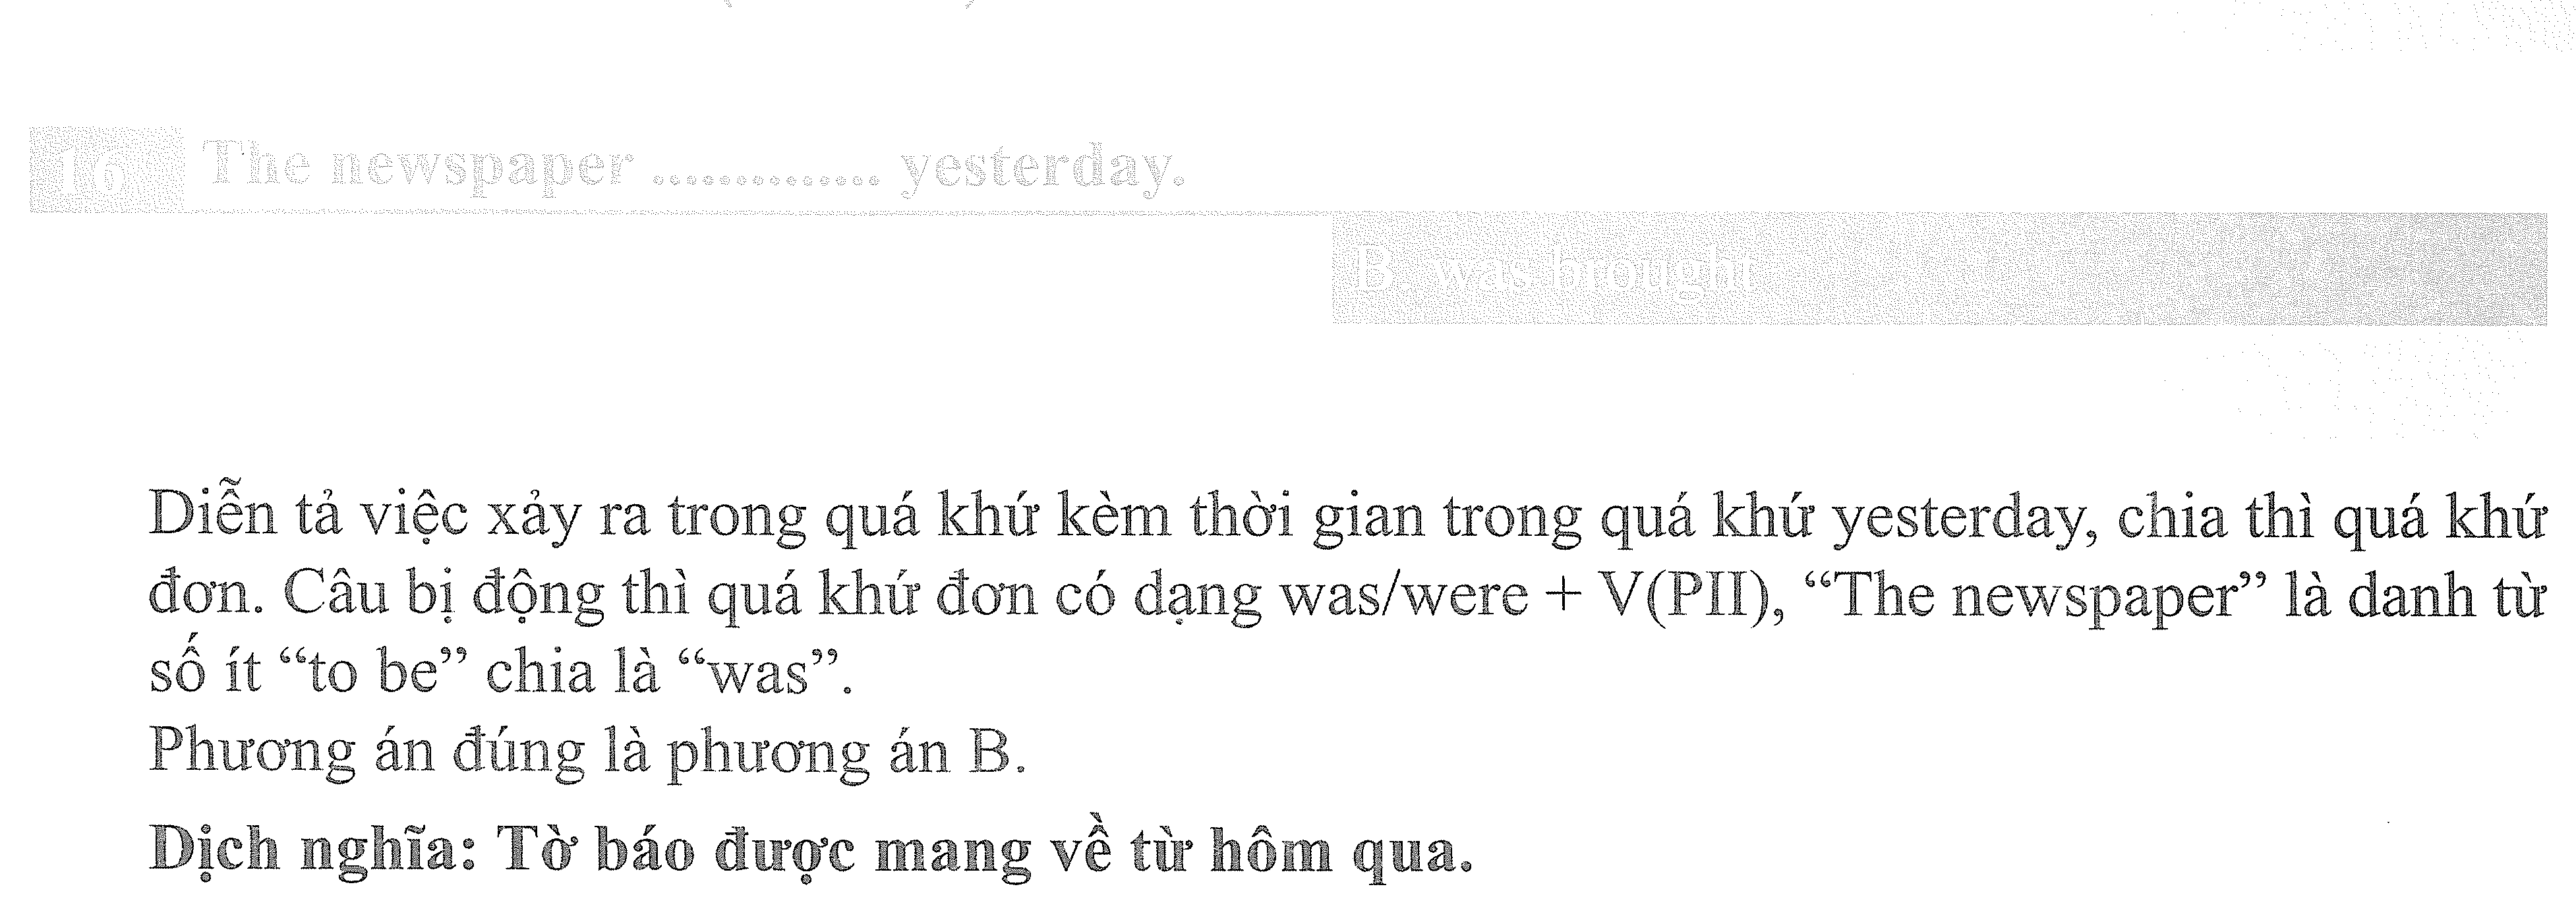 16 The newspaper .............. yesterday.
B. was brought
Diễn tả việc xảy ra trong quá khứ kèm thời gian trong quá khứ yesterday, chia thì quá khứ
đơn. Câu bị động thì quá khứ đơn có dạng was/were + V(PII), “The newspaper” là danh từ
số ít “to be” chia là “was”.
Phương án đúng là phương án B.
Dịch nghĩa: Tờ báo được mang về từ hôm qua.